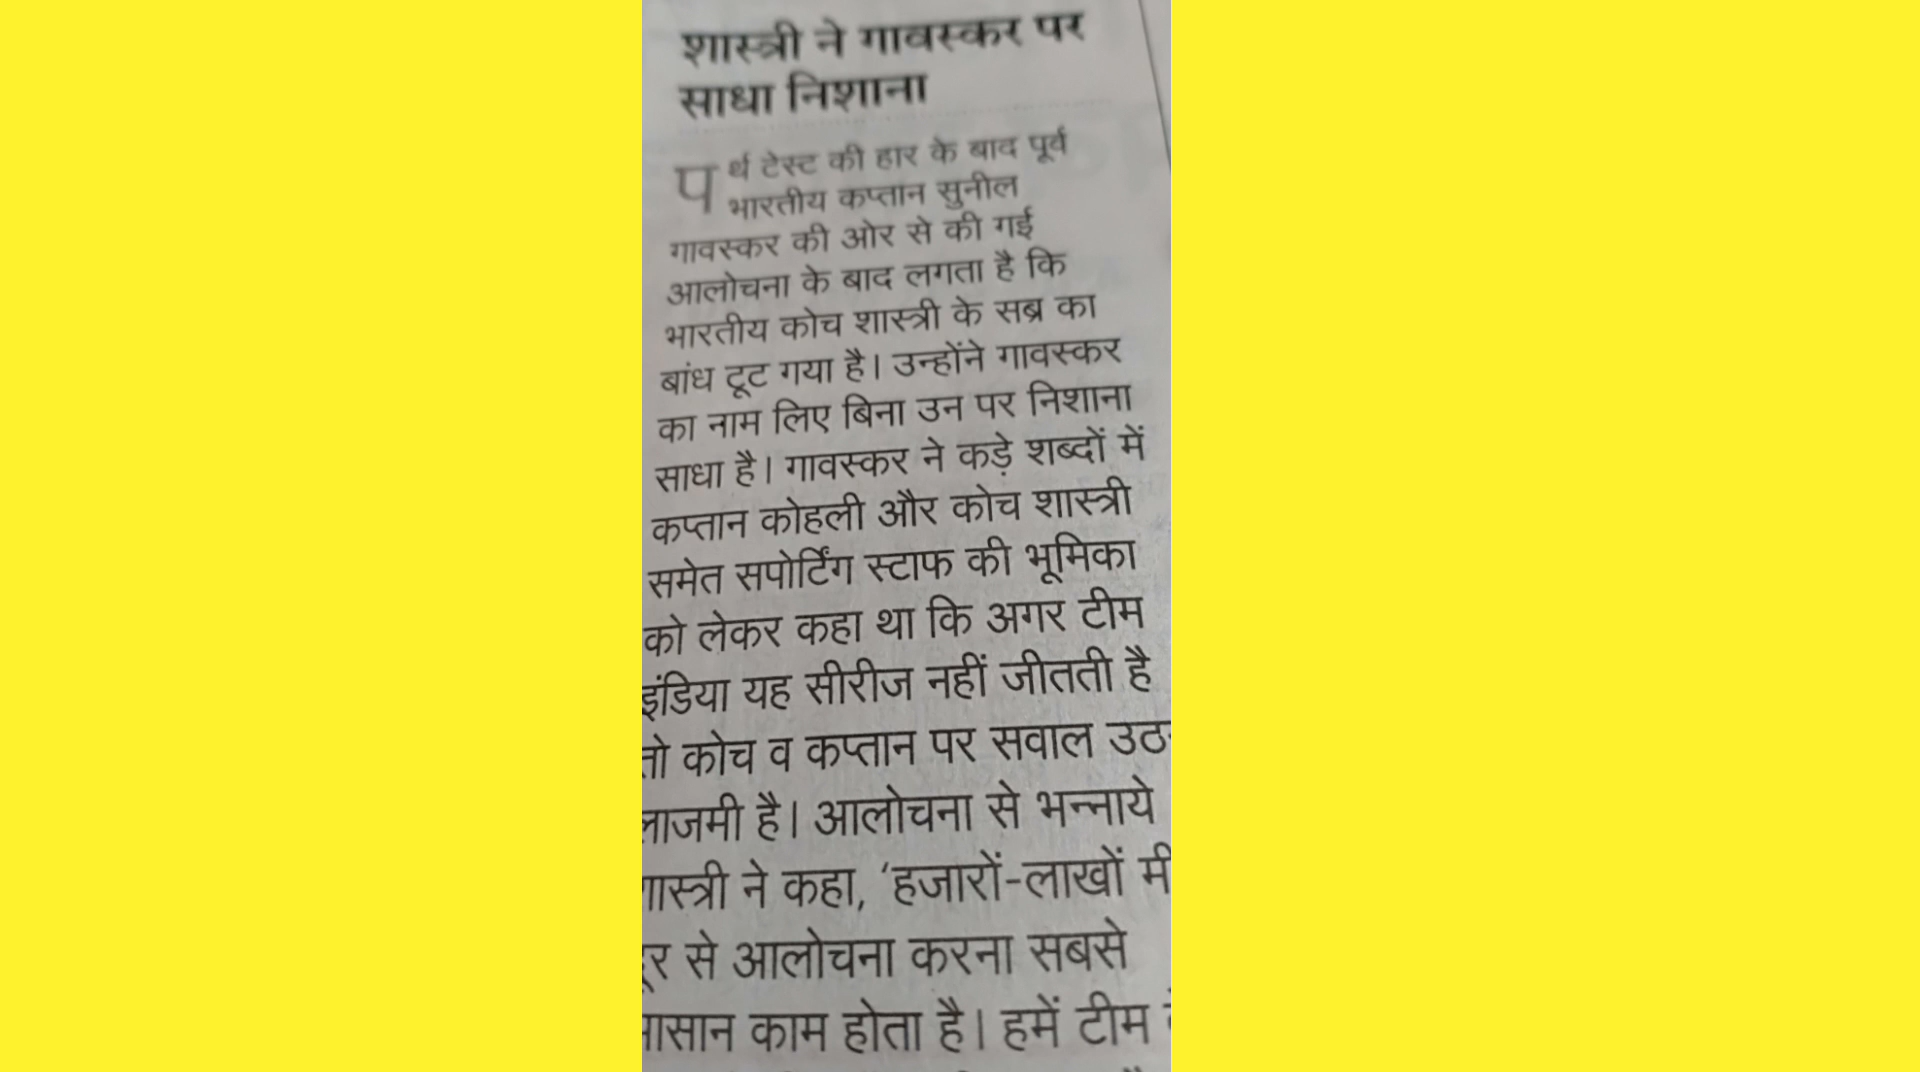 शास्त्री ने गावस्कर पर
साधा निशाना
पर्थ टेस्ट की हार के बाद पूर्व
भारतीय कप्तान सुनील
गावस्कर की ओर से की गई
आलोचना के बाद लगता है कि
भारतीय कोच शास्त्री के सब्र का
बांध टूट गया है। उन्होंने गावस्कर
का नाम लिए बिना उन पर निशाना
साधा है। गावस्कर ने कड़े शब्दों में
कप्तान कोहली और कोच शास्त्री
समेत सपोर्टिंग स्टाफ की भूमिका
को लेकर कहा था कि अगर टीम
इंडिया यह सीरीज नहीं जीतती है
तो कोच व कप्तान पर सवाल
लाजमी है। आलोचना से भन्नाये
शास्त्री ने कहा, 'हजारों-लाखों
से आलोचना करना सबसे
आसान काम होता है। हमें टीम